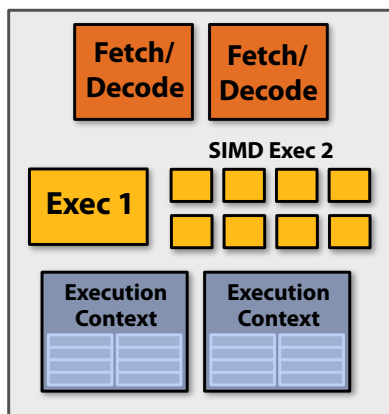 Fetch/
Decode
Fetch/
Decode
SIMD Exec 2
Exec 1
Execution
Context
Execution
Context